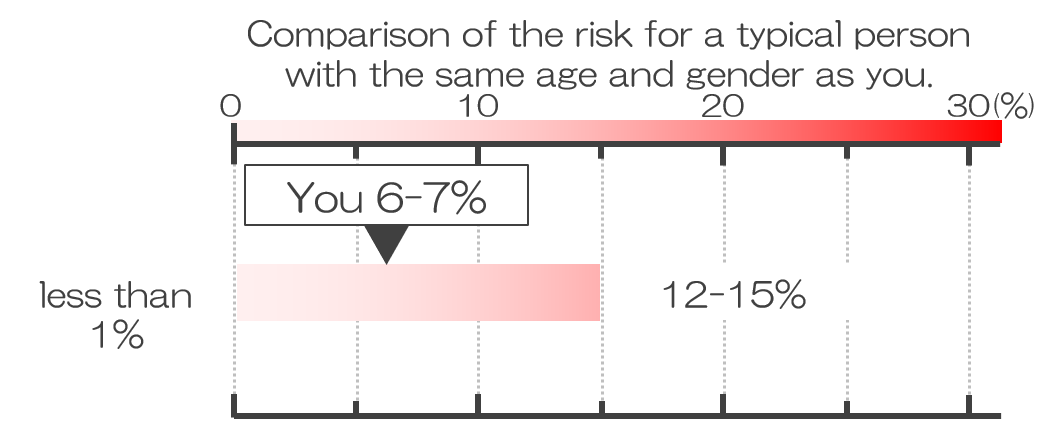 Comparison of the risk for a typical person
with the same age and gender as you.
0 10 20 30(%)
You 6-7%
less than
1%
12-15%